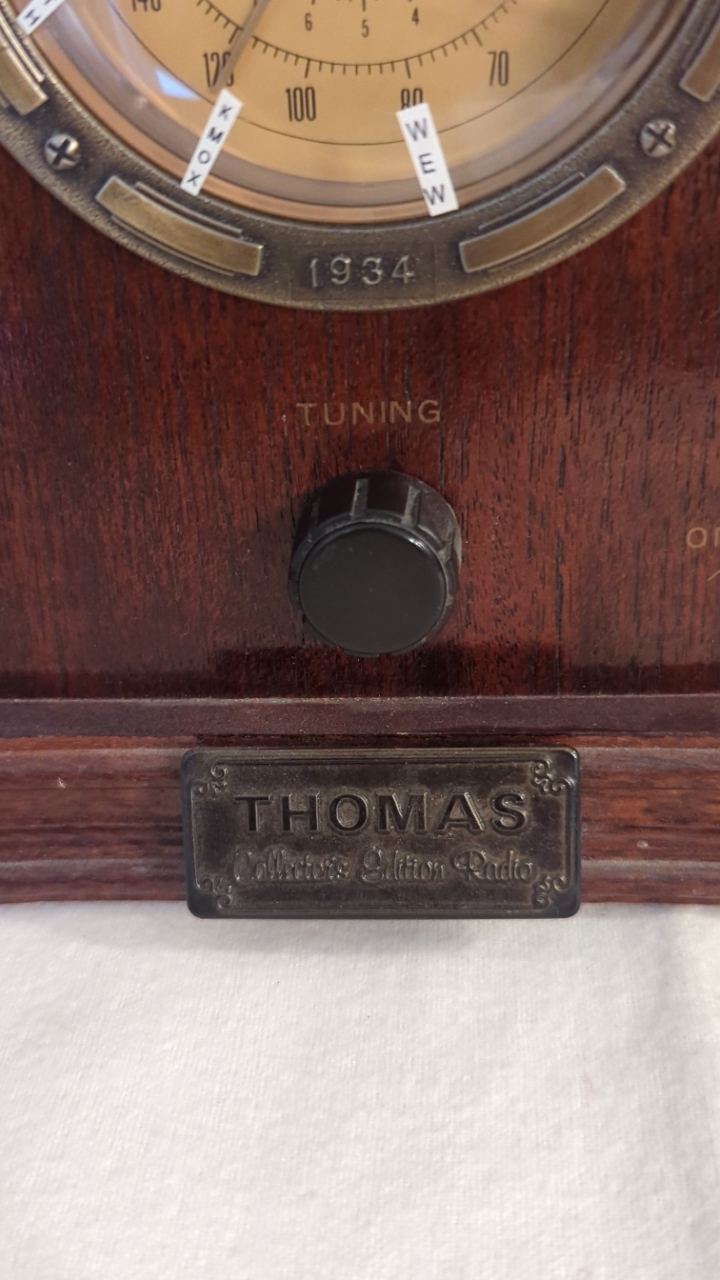 140
6 5 4
120 100 80 70
KMOX
WEW
1934
TUNING
THOMAS
Collector's Edition Radio